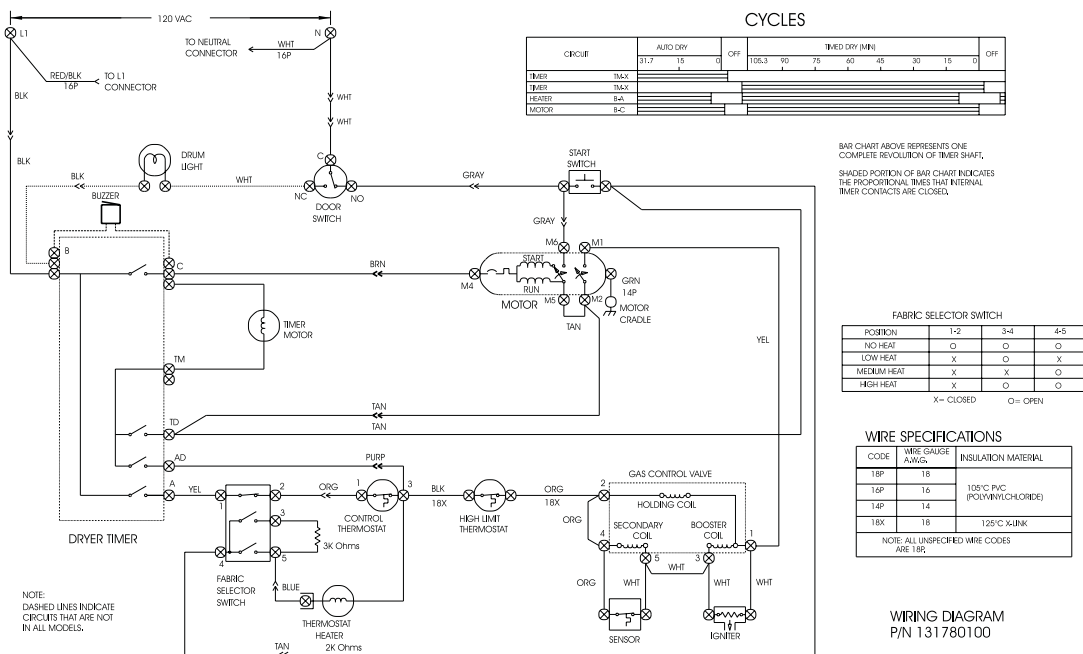 120 VAC
L1
N
TO NEUTRAL
CONNECTOR
WHT
16P
RED/BLK
16P
TO L1
CONNECTOR
BLK
BLK
WHT
WHT
CYCLES
CIRCUIT
AUTO DRY
OFF
TIMED DRY (MIN)
OFF
31.7 15 0 105.3 90 75 60 45 30 15 0
TIMER TM-X
TIMER TM-X
HEATER B-A
MOTOR B-C
BAR CHART ABOVE REPRESENTS ONE
COMPLETE REVOLUTION OF TIMER SHAFT.
SHADED PORTION OF BAR CHART INDICATES
THE PROPORTIONAL TIMES THAT INTERNAL
TIMER CONTACTS ARE CLOSED.
DRUM
LIGHT
BLK
WHT
C
NC
NO
DOOR
SWITCH
GRAY
START
SWITCH
GRAY
BUZZER
B
C
BRN
M4
M6
M1
START
RUN
M5
M2
MOTOR
TAN
GRN
14P
MOTOR
CRADLE
YEL
TIMER
MOTOR
TM
TD
TAN
TAN
AD
PURP
A
YEL
1
2
3
4
5
ORG
1
3
CONTROL
THERMOSTAT
BLK
18X
HIGH LIMIT
THERMOSTAT
ORG
18X
GAS CONTROL VALVE
2
HOLDING COIL
ORG
SECONDARY
COIL
BOOSTER
COIL
4
5
3
1
WHT
ORG
WHT
WHT
WHT
SENSOR
IGNITER
3K Ohms
DRYER TIMER
FABRIC
SELECTOR
SWITCH
BLUE
THERMOSTAT
HEATER
2K Ohms
TAN
NOTE:
DASHED LINES INDICATE
CIRCUITS THAT ARE NOT
IN ALL MODELS.
FABRIC SELECTOR SWITCH
POSITION 1-2 3-4 4-5
NO HEAT O O O
LOW HEAT X O X
MEDIUM HEAT X X O
HIGH HEAT X O O
X= CLOSED O= OPEN
WIRE SPECIFICATIONS
CODE
WIRE GAUGE
A.W.G.
INSULATION MATERIAL
18P 18
16P 16
14P 14
105°C PVC
(POLYVINYLCHLORIDE)
18X 18 125°C X-LINK
NOTE: ALL UNSPECIFIED WIRE CODES
ARE 18P.
WIRING DIAGRAM
P/N 131780100